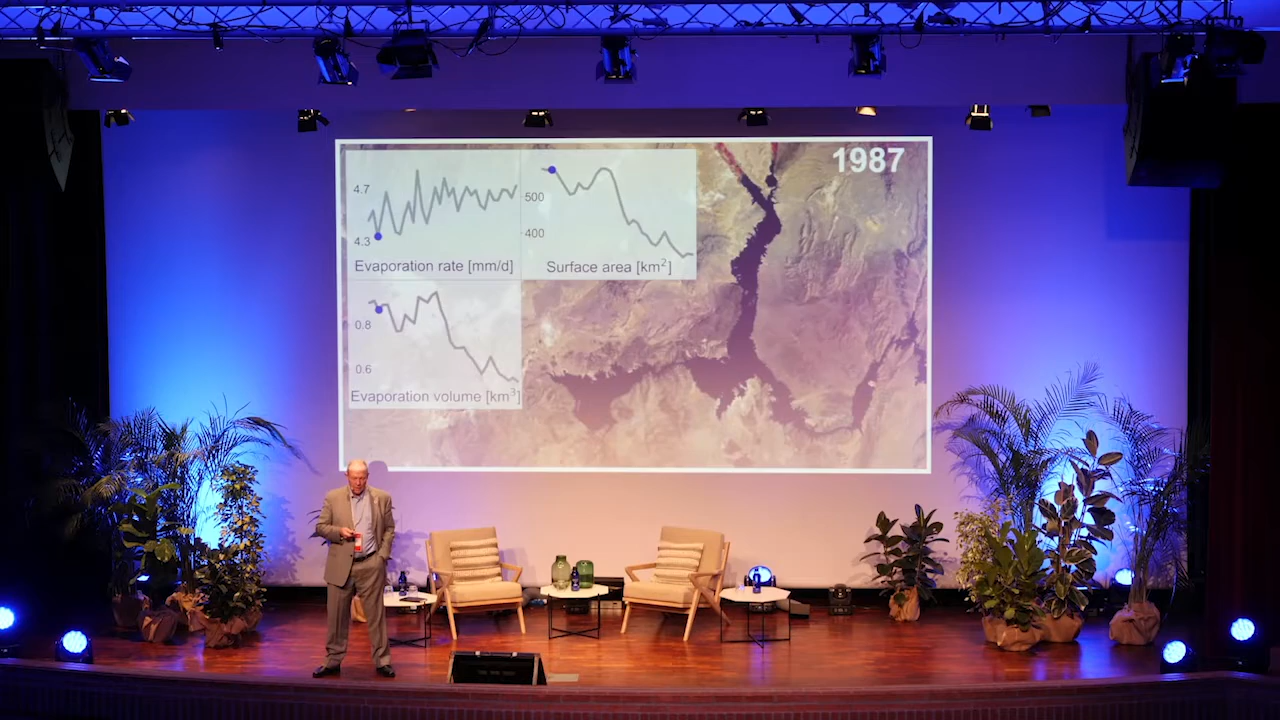 1987
4.7
4.3
Evaporation rate [mm/d]
500
400
Surface area [km²]
0.8
0.6
Evaporation volume [km³]